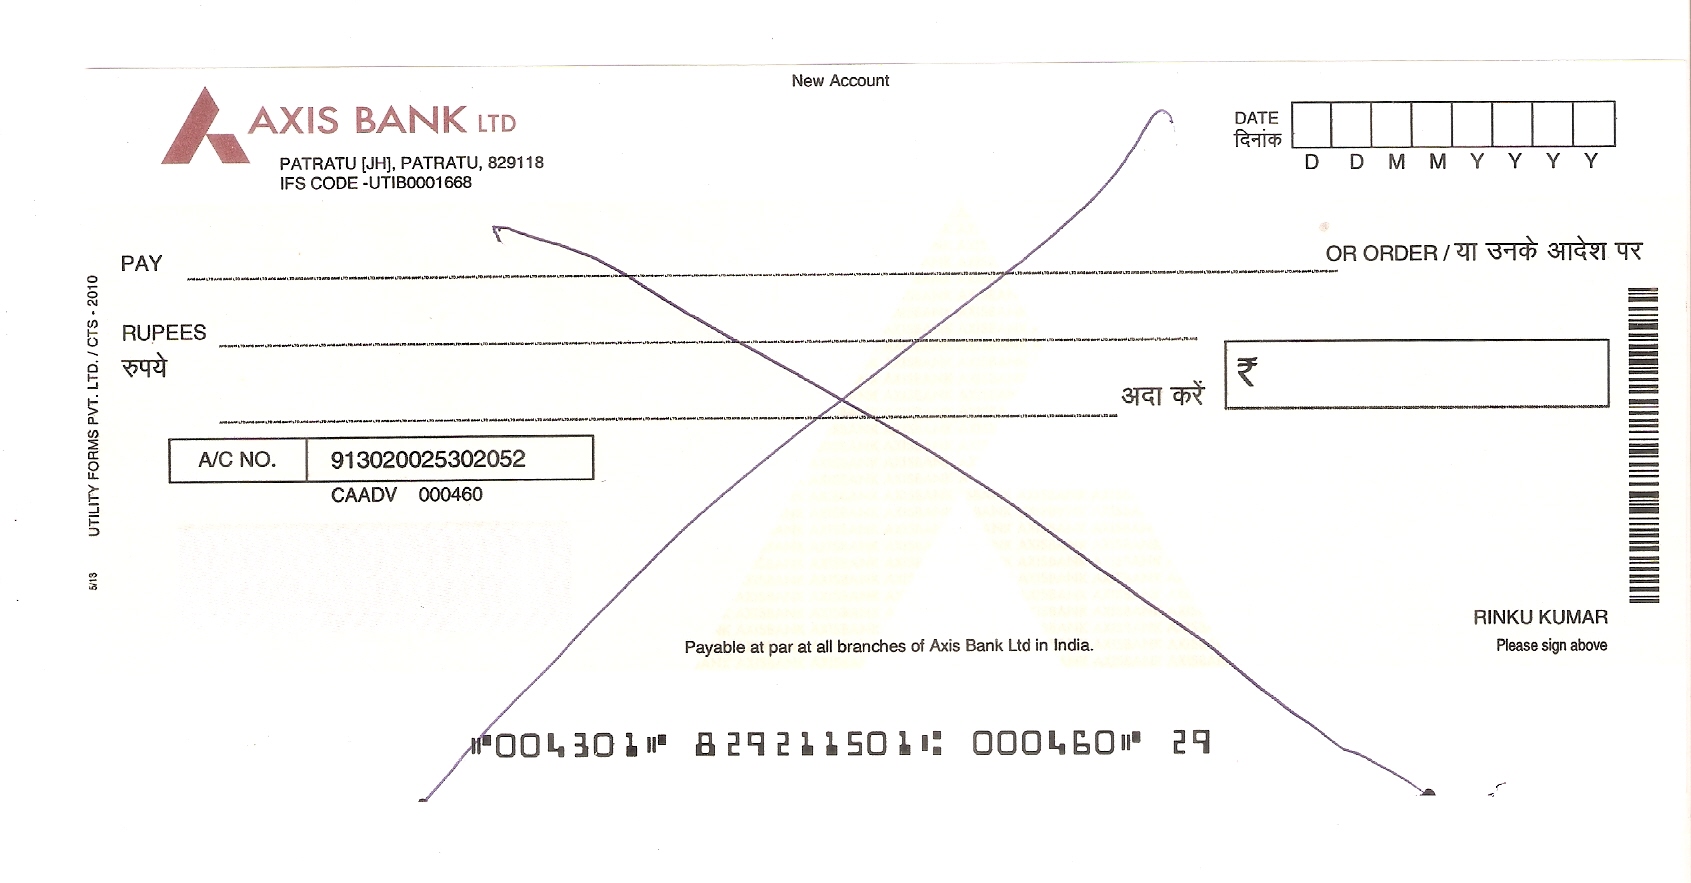 New Account
AXIS BANK LTD
PATRATU [JH], PATRATU, 829118
IFS CODE -UTIB0001668
DATE
दिनांक
D D M M Y Y Y Y
PAY
OR ORDER / या उनके आदेश पर
RUPEES
रुपये
अदा करें
₹
A/C NO. 913020025302052
CAADV 000460
UTILITY FORMS PVT. LTD. / CTS - 2010
5/13
RINKU KUMAR
Please sign above
Payable at par at all branches of Axis Bank Ltd in India.
⑈004301⑈ 829211501⑆ 000460⑈ 29